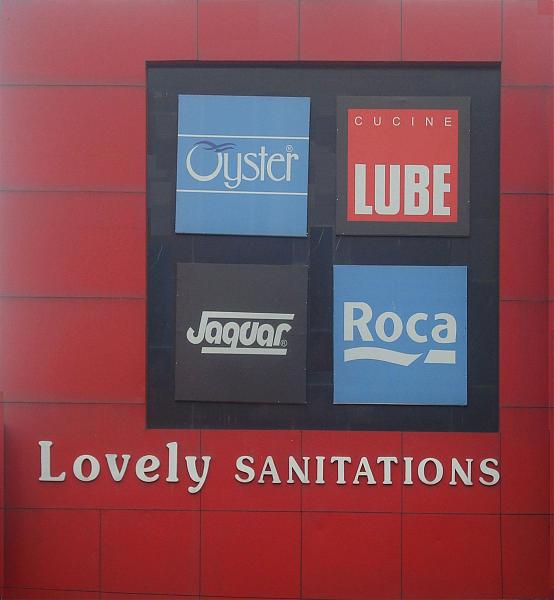 Oyster®
CUCINE
LUBE
Jaquar®
Roca
Lovely SANITATIONS